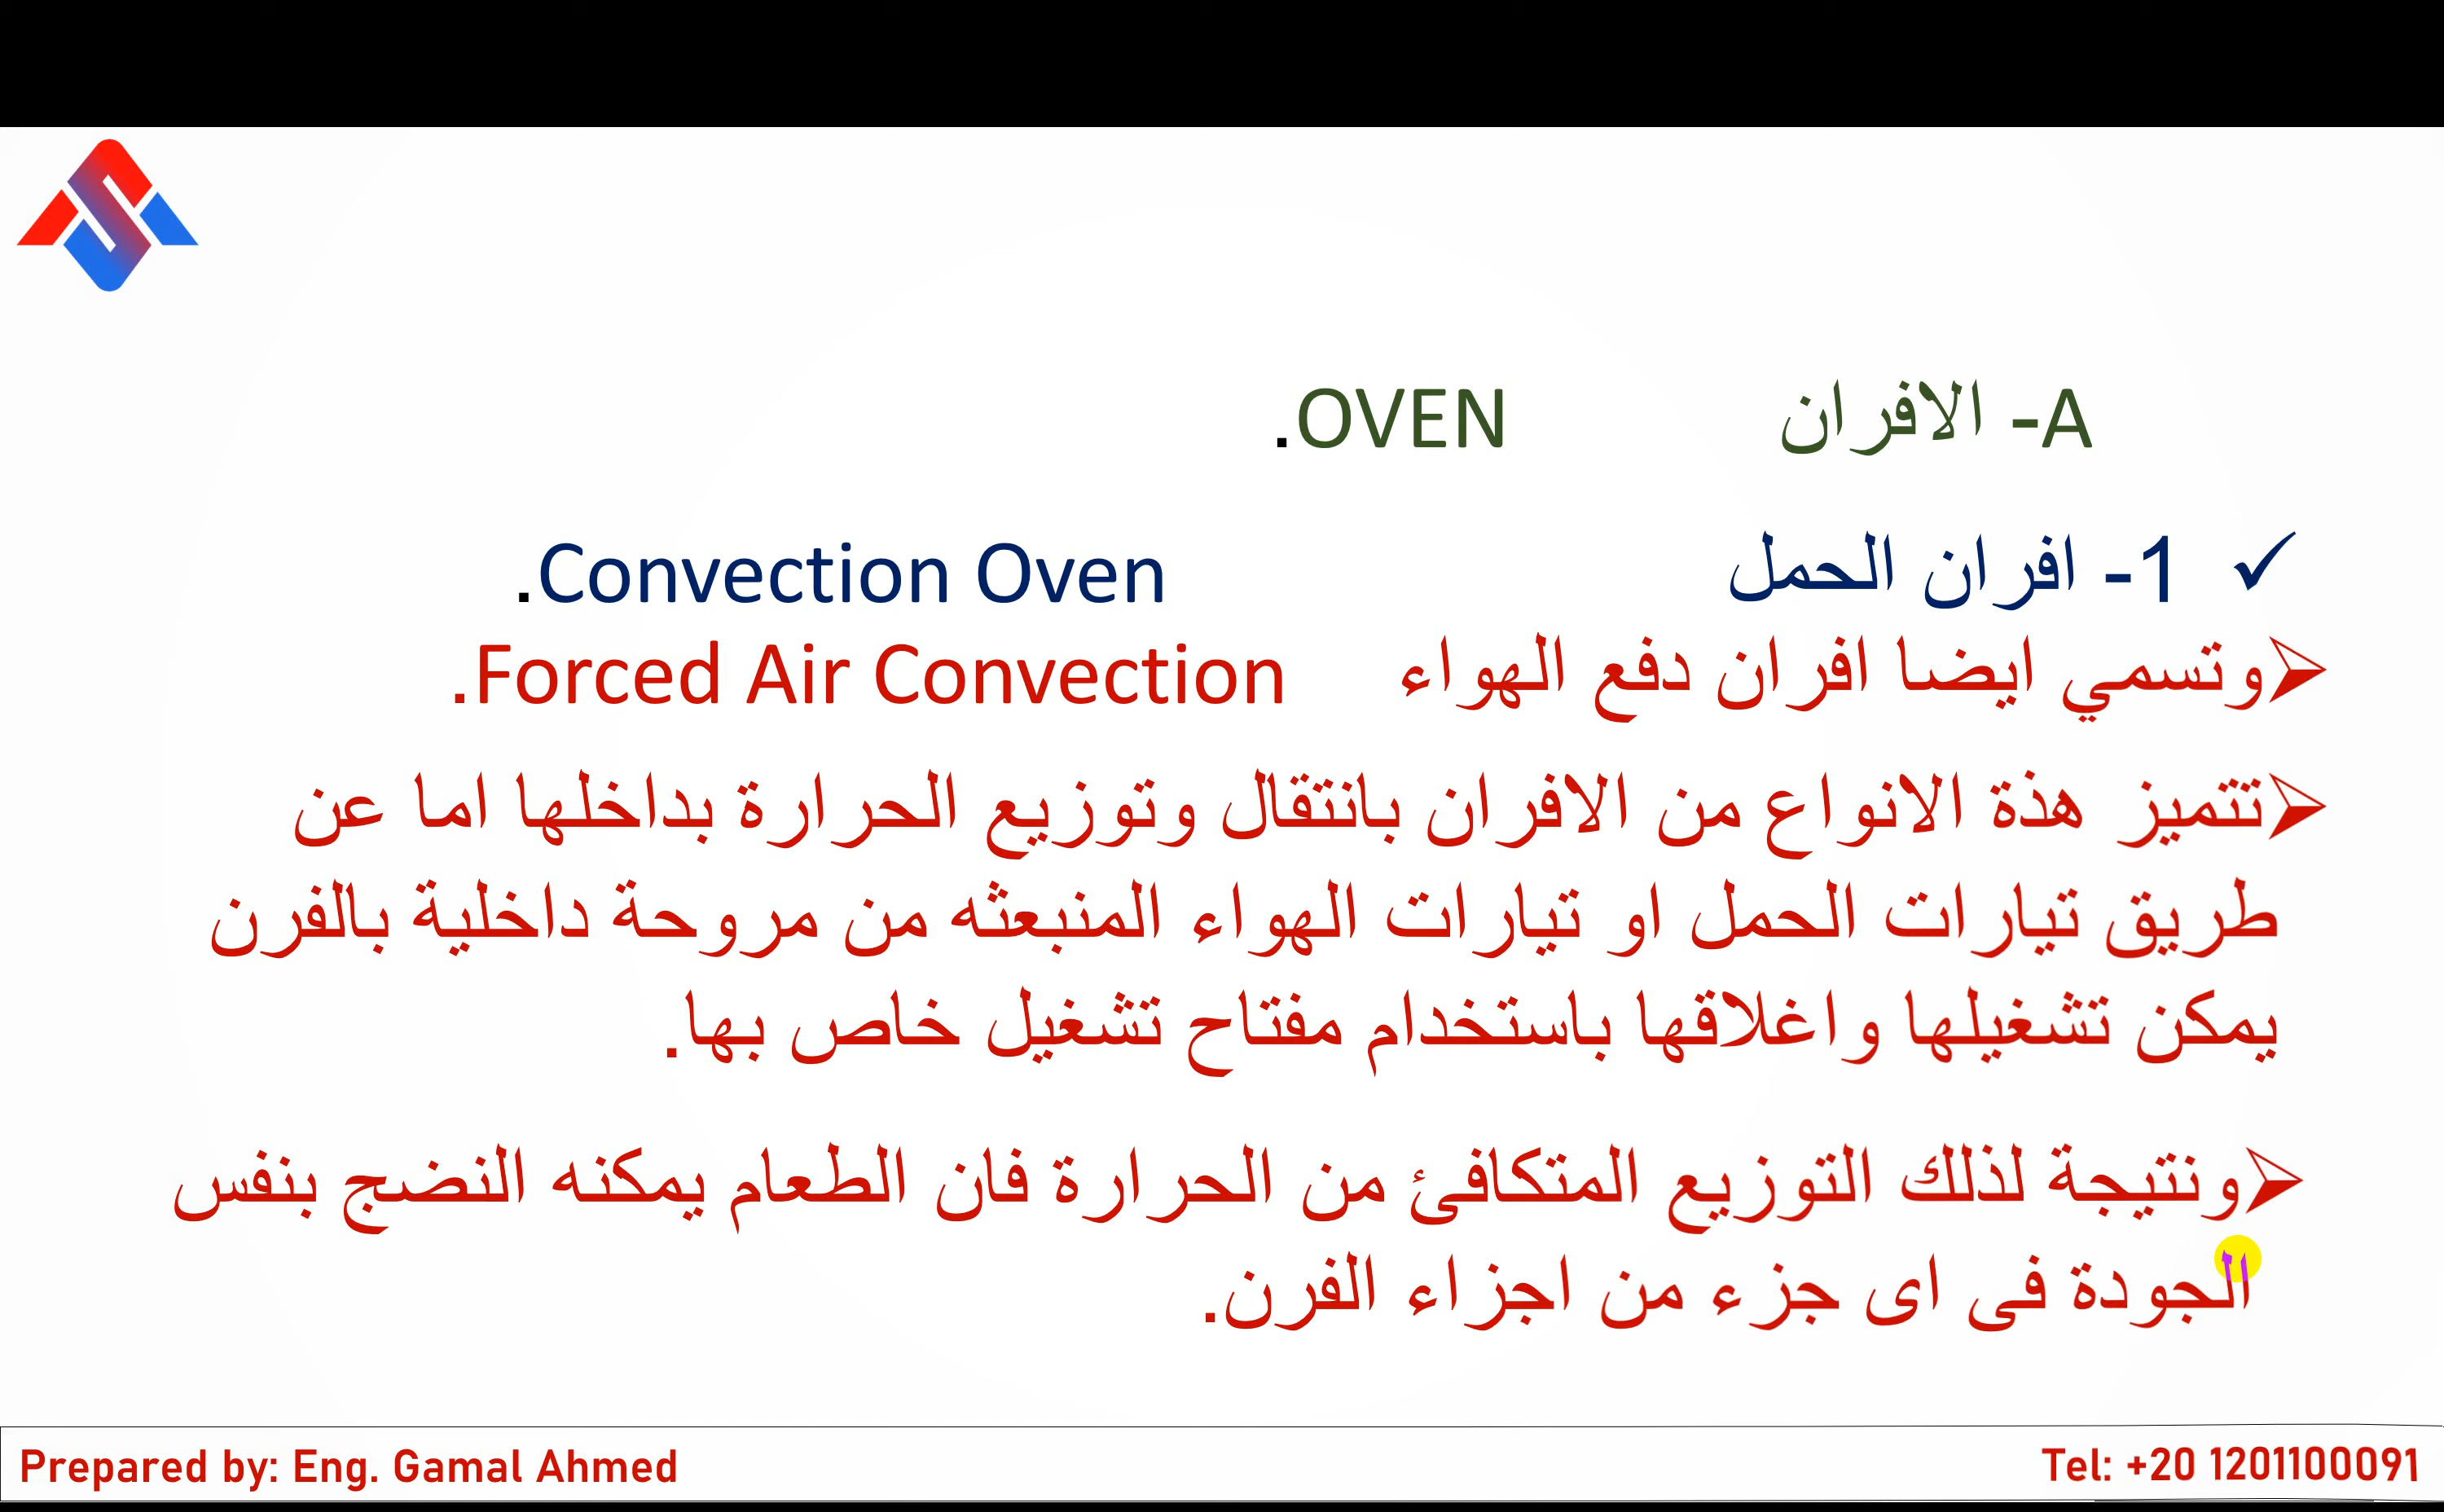 A- الافران OVEN.
✓ 1- افران الحمل Convection Oven.
➢وتسمي ايضا افران دفع الهواء Forced Air Convection.
➢تتميز هذة الانواع من الافران بانتقال وتوزيع الحرارة بداخلها اما عن
طريق تيارات الحمل او تيارات الهواء المنبعثه من مروحة داخلية بالفرن
يمكن تشغيلها واغلاقها باستخدام مفتاح تشغيل خاص بها.
➢ونتيجة لذلك التوزيع المتكافئ من الحرارة فان الطعام يمكنه النضج بنفس
الجودة فى اى جزء من اجزاء الفرن.
Prepared by: Eng. Gamal Ahmed
Tel: +20 1201100091